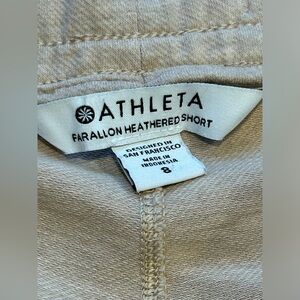 ATHLETA
FARALLON HEATHERED SHORT
DESIGNED IN
SAN FRANCISCO
MADE IN
INDONESIA
8